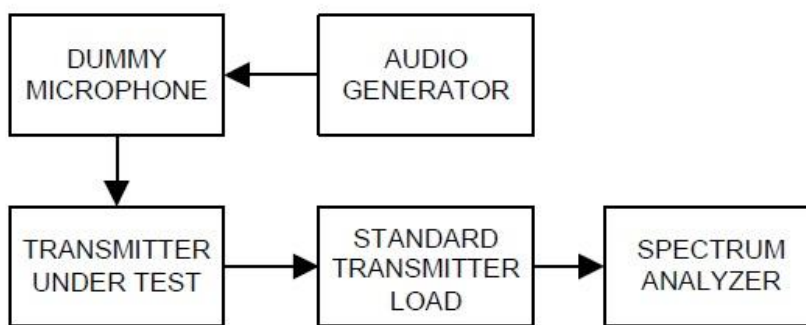 DUMMY
MICROPHONE
AUDIO
GENERATOR
TRANSMITTER
UNDER TEST
STANDARD
TRANSMITTER
LOAD
SPECTRUM
ANALYZER